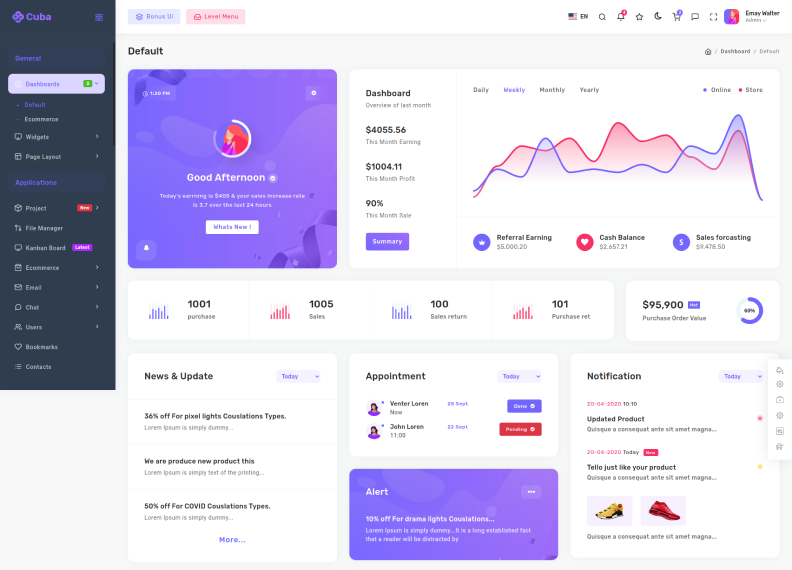 Cuba
Bonus Ui
Level Menu
EN
Emay Walter
Admin
General
Dashboards
Default
Ecommerce
Widgets
Page Layout
Applications
Project New
File Manager
Kanban Board Latest
Ecommerce
Email
Chat
Users
Bookmarks
Contacts
Default
/ Dashboard / Default
1:30 PM
Good Afternoon
Today's earrning is $405 & your sales increase rate
is 3.7 over the last 24 hours
Whats New !
Dashboard
Overview of last month
$4055.56
This Month Earning
$1004.11
This Month Profit
90%
This Month Sale
Summary
Daily Weekly Monthly Yearly
Online Store
Referral Earning
$5,000.20
Cash Balance
$2,657.21
Sales forcasting
$9,478.50
1001
purchase
1005
Sales
100
Sales return
101
Purchase ret
$95,900 Hot
Purchase Order Value
60%
News & Update
Today
36% off For pixel lights Couslations Types.
Lorem Ipsum is simply dummy...
We are produce new product this
Lorem Ipsum is simply text of the printing...
50% off For COVID Couslations Types.
Lorem Ipsum is simply dummy...
More...
Appointment
Today
Venter Loren
Now
20 Sept
Done
John Loren
11:00
22 Sept
Pending
Alert
10% Off For drama lights Couslations...
Lorem Ipsum is simply dummy...It is a long established fact
that a reader will be distracted by
Notification
Today
20-04-2020 10:10
Updated Product
Quisque a consequat ante sit amet magna...
20-04-2020 Today New
Tello just like your product
Quisque a consequat ante sit amet magna...
Quisque a consequat ante sit amet magna...